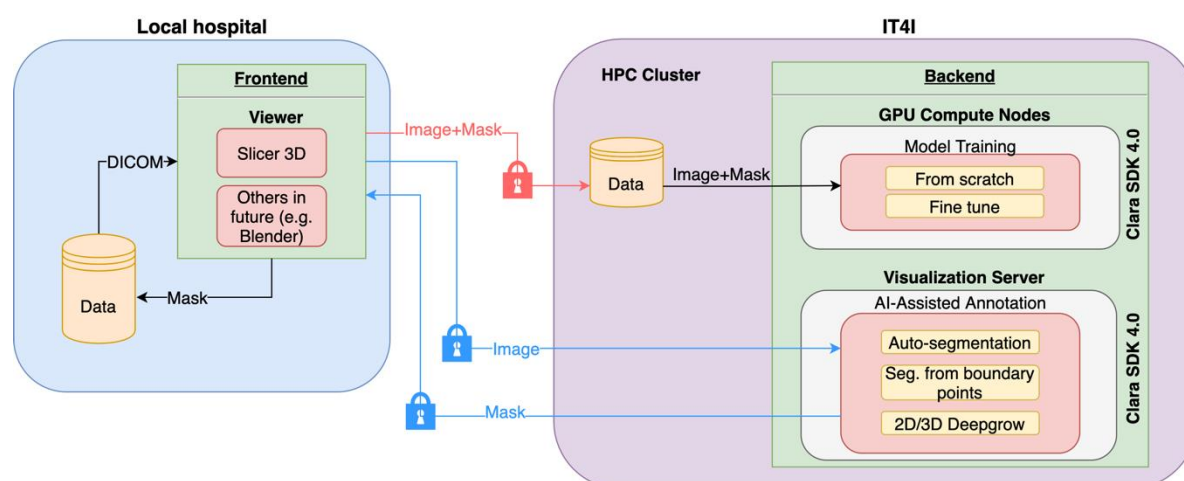 Local hospital
IT4I
Frontend
Viewer
Slicer 3D
Others in
future (e.g.
Blender)
DICOM
Data
Mask
Image+Mask
Image
Mask
HPC Cluster
Data
Image+Mask
Backend
GPU Compute Nodes
Model Training
From scratch
Fine tune
Clara SDK 4.0
Visualization Server
AI-Assisted Annotation
Auto-segmentation
Seg. from boundary
points
2D/3D Deepgrow
Clara SDK 4.0